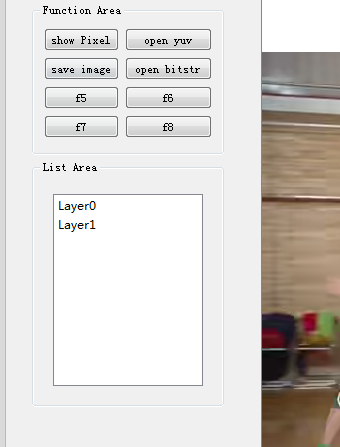 Function Area
show Pixel
open yuv
save image
open bitstr
f5
f6
f7
f8
List Area
Layer0
Layer1